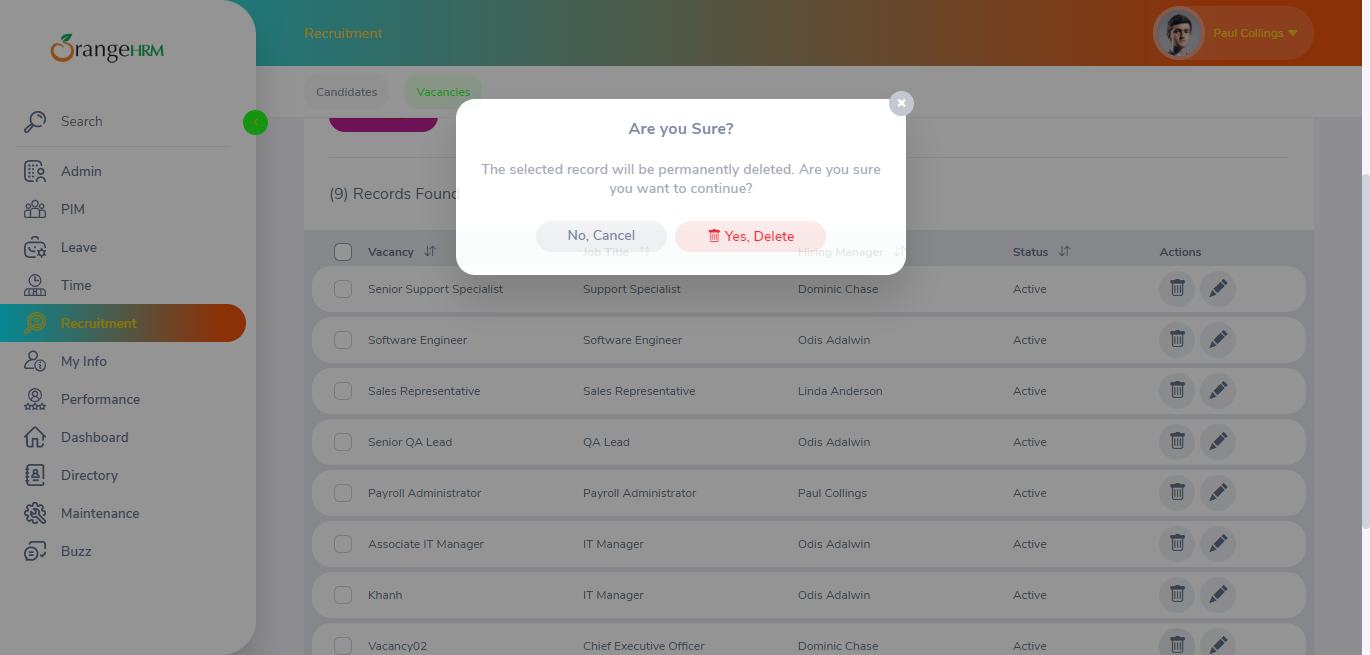 OrangeHRM
Search
Admin
PIM
Leave
Time
Recruitment
My Info
Performance
Dashboard
Directory
Maintenance
Buzz
Recruitment
Paul Collings
Candidates
Vacancies
Are you Sure?
The selected record will be permanently deleted. Are you sure
you want to continue?
No, Cancel
Yes, Delete
(9) Records Found
Vacancy Job Title Hiring Manager Status Actions
Senior Support Specialist Support Specialist Dominic Chase Active
Software Engineer Software Engineer Odis Adalwin Active
Sales Representative Sales Representative Linda Anderson Active
Senior QA Lead QA Lead Odis Adalwin Active
Payroll Administrator Payroll Administrator Paul Collings Active
Associate IT Manager IT Manager Odis Adalwin Active
Khanh IT Manager Odis Adalwin Active
Vacancy02 Chief Executive Officer Dominic Chase Active